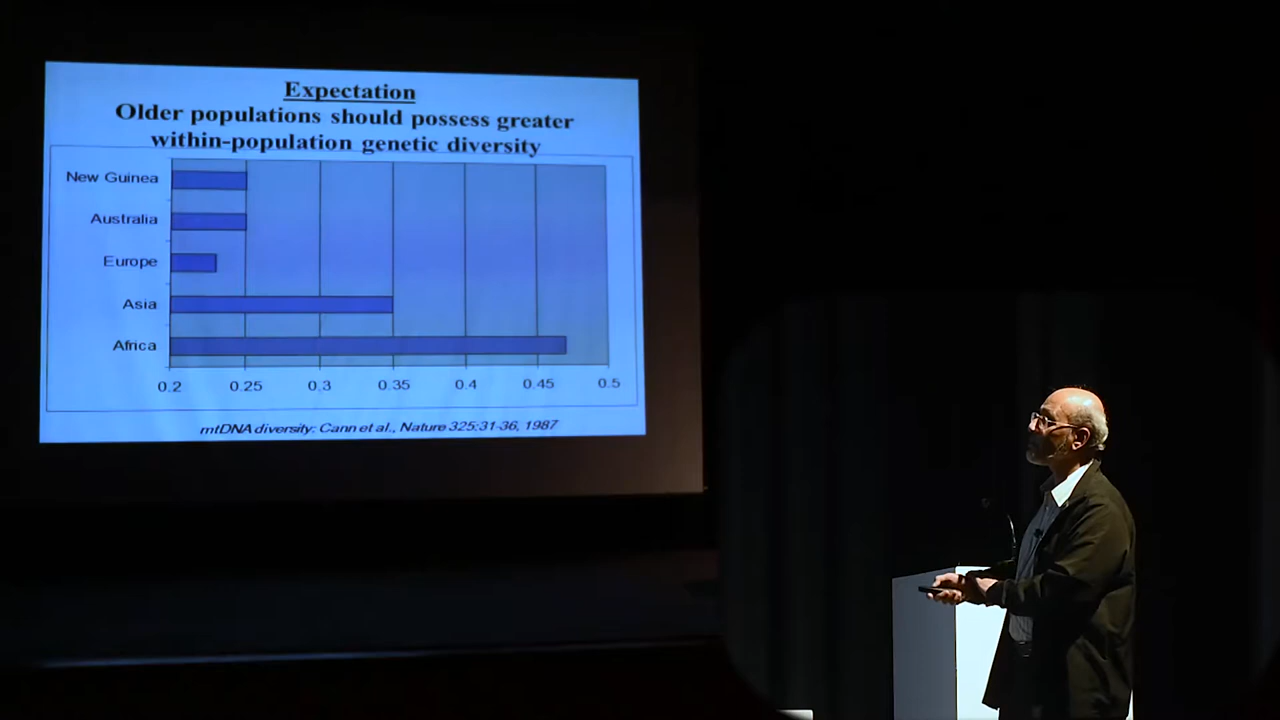 Expectation
Older populations should possess greater
within-population genetic diversity
New Guinea
Australia
Europe
Asia
Africa
0.2 0.25 0.3 0.35 0.4 0.45 0.5
mtDNA diversity: Cann et al., Nature 325:31-36, 1987